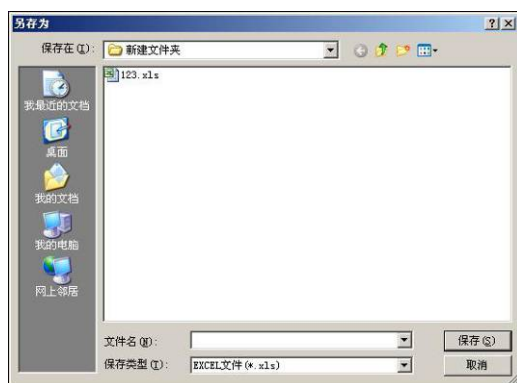 另存为
保存在(I):
新建文件夹
123.xls
我最近的文档
桌面
我的文档
我的电脑
网上邻居
文件名(N):
保存(S)
保存类型(T):
EXCEL文件(*.xls)
取消